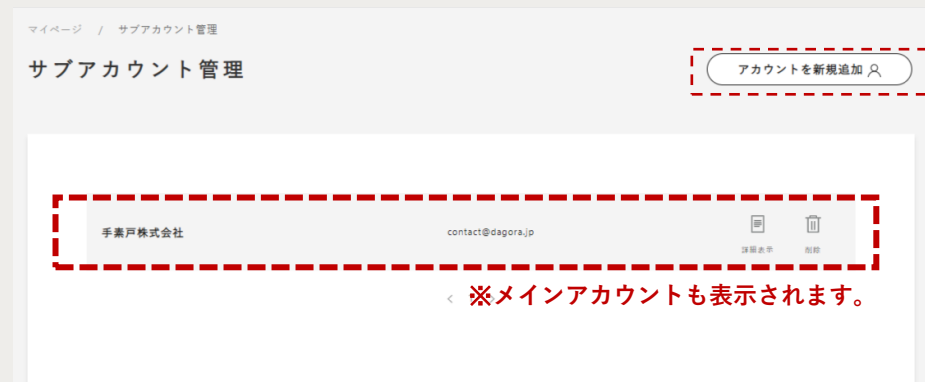 マイページ / サブアカウント管理
サブアカウント管理
アカウントを新規追加
手素戸株式会社
contact@dagora.jp
詳細表示
削除
< >
※メインアカウントも表示されます。